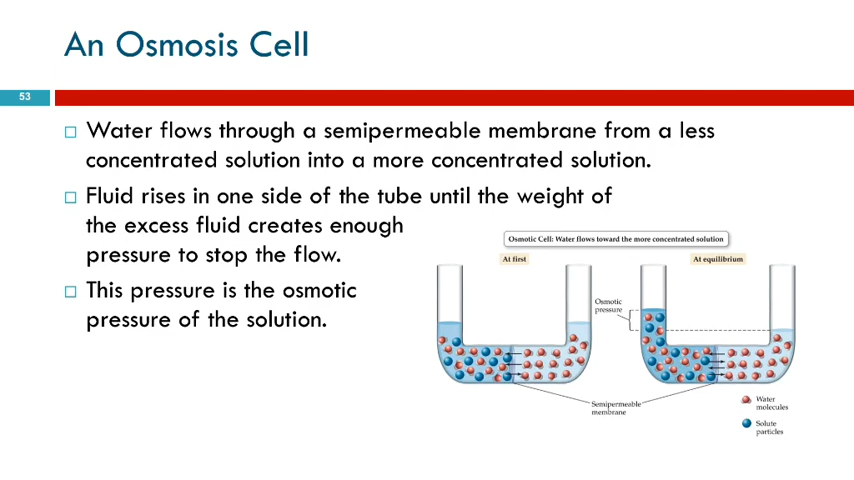 An Osmosis Cell
53
Water flows through a semipermeable membrane from a less
concentrated solution into a more concentrated solution.
Fluid rises in one side of the tube until the weight of
the excess fluid creates enough
pressure to stop the flow.
This pressure is the osmotic
pressure of the solution.
Osmotic Cell: Water flows toward the more concentrated solution
At first
At equilibrium
Osmotic
pressure
Semipermeable
membrane
Water
molecules
Solute
particles